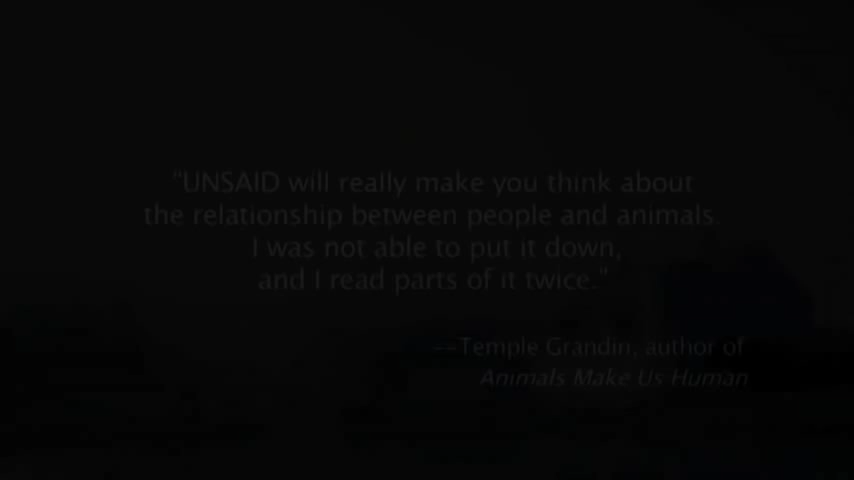 "UNSAID will really make you think about
the relationship between people and animals.
I was not able to put it down,
and I read parts of it twice."
—Temple Grandin, author of
Animals Make Us Human